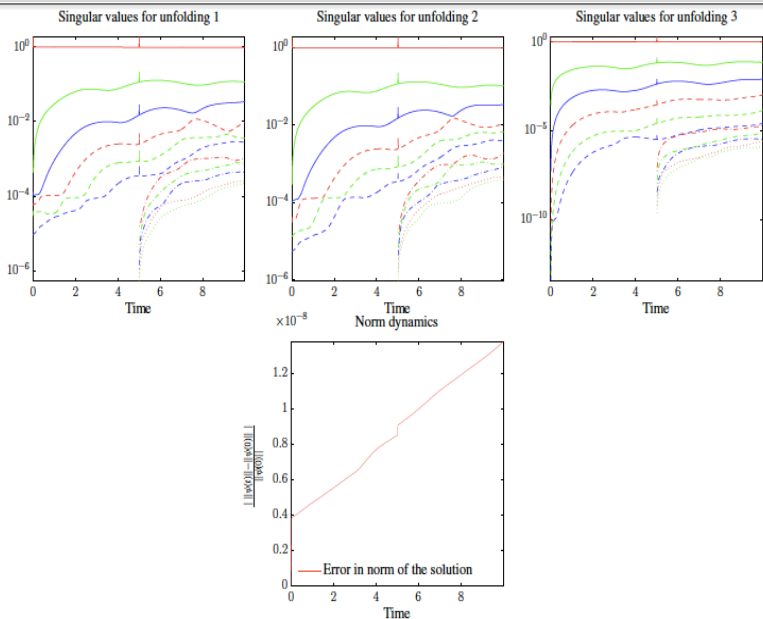 Singular values for unfolding 1
Singular values for unfolding 2
Singular values for unfolding 3
10^0
10^−2
10^−4
10^−6
0 2 4 6 8
Time
10^0
10^−2
10^−4
10^−6
0 2 4 6 8
Time
10^0
10^−5
10^−10
0 2 4 6 8
Time
×10^−8
Norm dynamics
1.2
1
0.8
0.6
0.4
0.2
0
| ||ψ(t)||−||ψ(0)|| |
||ψ(0)||
Error in norm of the solution
0 2 4 6 8
Time